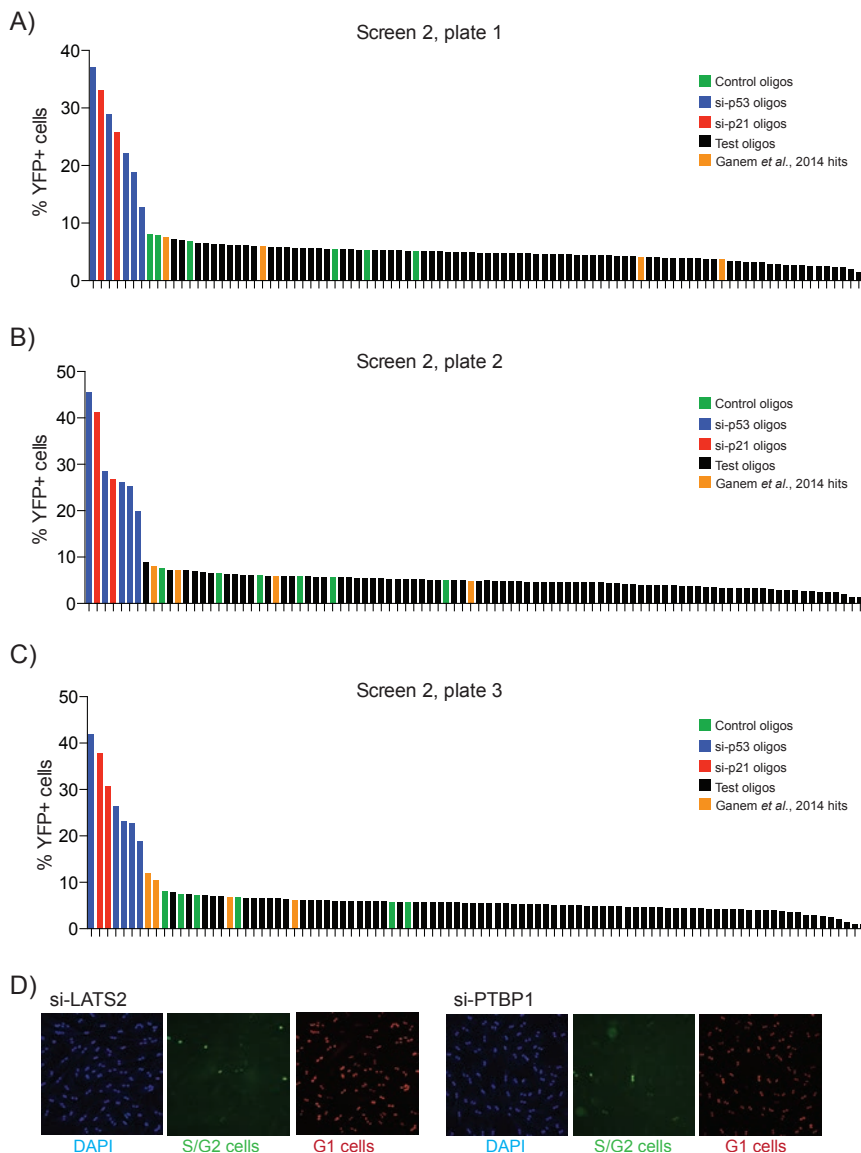 A)
Screen 2, plate 1
% YFP+ cells
40
30
20
10
0
Control oligos
si-p53 oligos
si-p21 oligos
Test oligos
Ganem et al., 2014 hits
B)
Screen 2, plate 2
% YFP+ cells
50
40
30
20
10
0
Control oligos
si-p53 oligos
si-p21 oligos
Test oligos
Ganem et al., 2014 hits
C)
Screen 2, plate 3
% YFP+ cells
50
40
30
20
10
0
Control oligos
si-p53 oligos
si-p21 oligos
Test oligos
Ganem et al., 2014 hits
D)
si-LATS2
si-PTBP1
DAPI S/G2 cells G1 cells DAPI S/G2 cells G1 cells